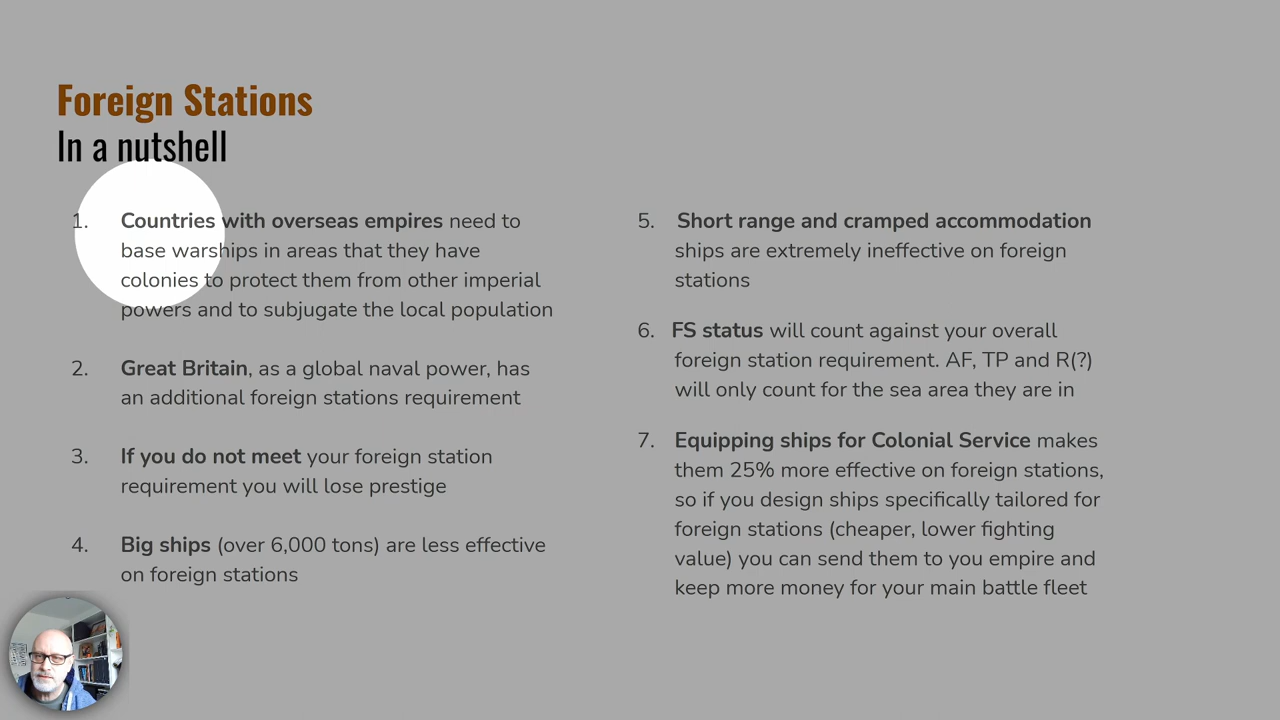 Foreign Stations
In a nutshell
1. Countries with overseas empires need to
base warships in areas that they have
colonies to protect them from other imperial
powers and to subjugate the local population
2. Great Britain, as a global naval power, has
an additional foreign stations requirement
3. If you do not meet your foreign station
requirement you will lose prestige
4. Big ships (over 6,000 tons) are less effective
on foreign stations
5. Short range and cramped accommodation
ships are extremely ineffective on foreign
stations
6. FS status will count against your overall
foreign station requirement. AF, TP and R(?)
will only count for the sea area they are in
7. Equipping ships for Colonial Service makes
them 25% more effective on foreign stations,
so if you design ships specifically tailored for
foreign stations (cheaper, lower fighting
value) you can send them to you empire and
keep more money for your main battle fleet